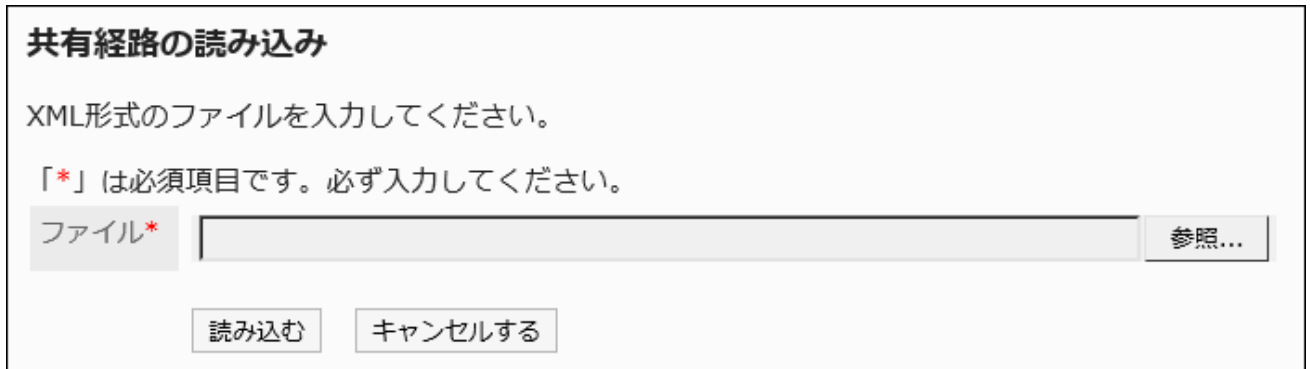 共有経路の読み込み
XML形式のファイルを入力してください。
「*」は必須項目です。必ず入力してください。
ファイル* 参照...
読み込む キャンセルする